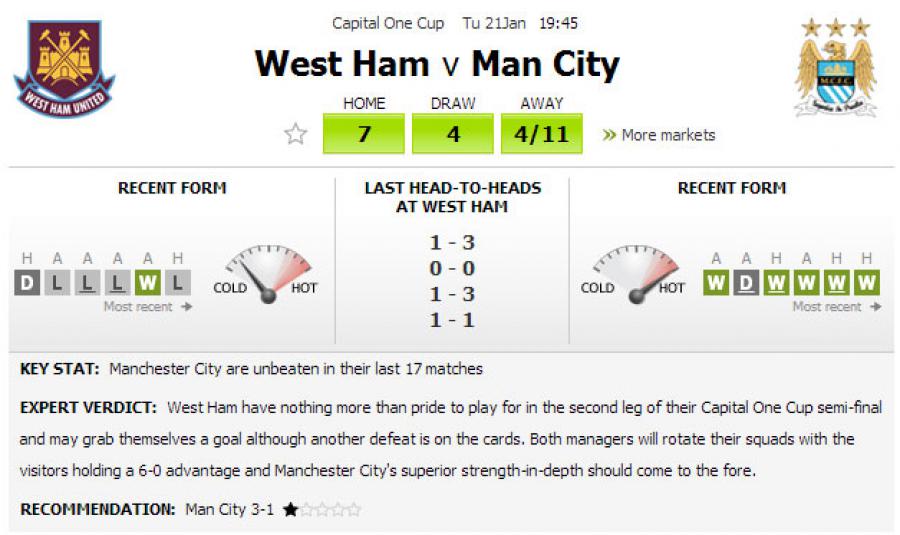 Capital One Cup Tu 21Jan 19:45
West Ham v Man City
HOME DRAW AWAY
7 4 4/11 » More markets
WEST HAM UNITED
M.C.F.C.
RECENT FORM
H A A A A H
D L L L W L
Most recent →
COLD HOT
LAST HEAD-TO-HEADS
AT WEST HAM
1 - 3
0 - 0
1 - 3
1 - 1
RECENT FORM
COLD HOT
A A H A H H
W D W W W W
Most recent →
KEY STAT: Manchester City are unbeaten in their last 17 matches
EXPERT VERDICT: West Ham have nothing more than pride to play for in the second leg of their Capital One Cup semi-final
and may grab themselves a goal although another defeat is on the cards. Both managers will rotate their squads with the
visitors holding a 6-0 advantage and Manchester City's superior strength-in-depth should come to the fore.
RECOMMENDATION: Man City 3-1